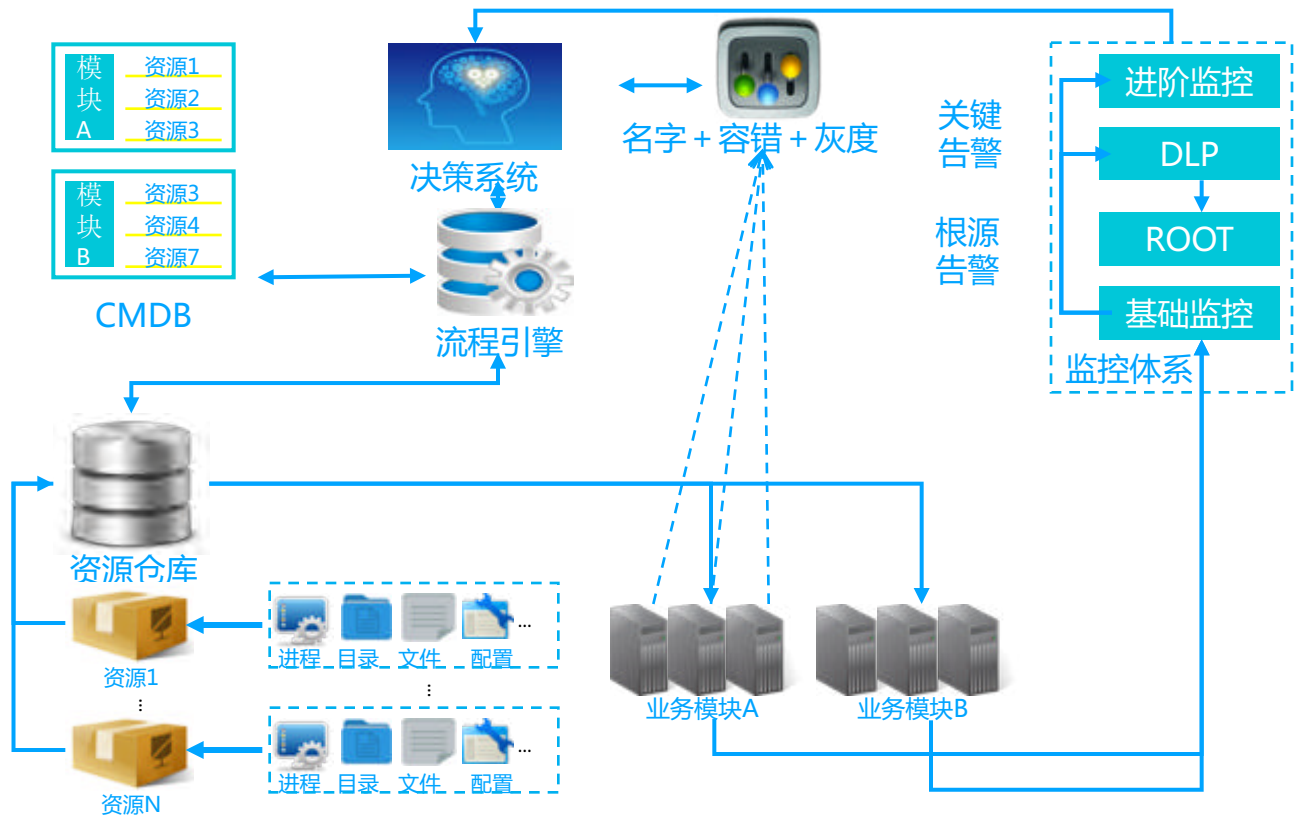 模
块
A
资源1
资源2
资源3
模
块
B
资源3
资源4
资源7
CMDB
决策系统
流程引擎
名字+容错+灰度
关键
告警
根源
告警
进阶监控
DLP
ROOT
基础监控
监控体系
资源仓库
资源1
⋮
资源N
进程 目录 文件 配置 ...
⋮
进程 目录 文件 配置 ...
业务模块A
业务模块B